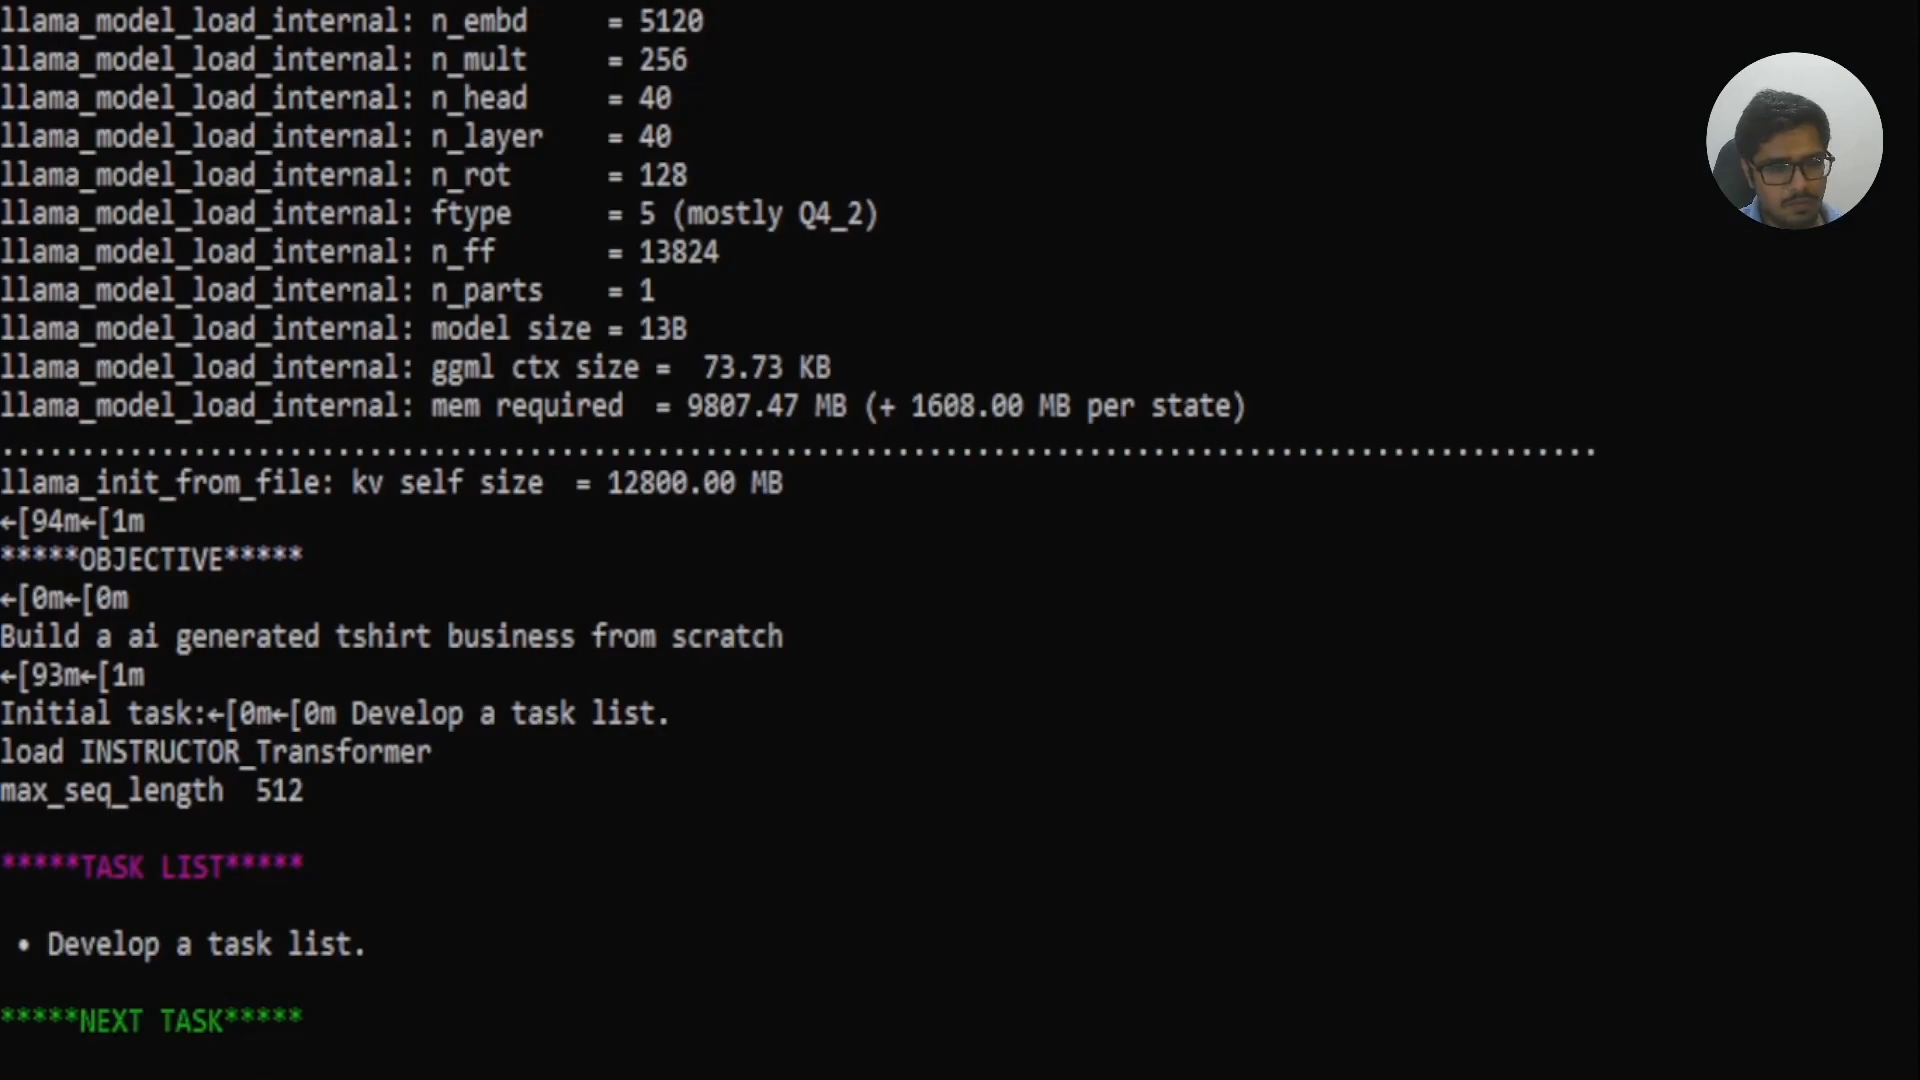 llama_model_load_internal: n_embd     = 5120
llama_model_load_internal: n_mult     = 256
llama_model_load_internal: n_head     = 40
llama_model_load_internal: n_layer    = 40
llama_model_load_internal: n_rot      = 128
llama_model_load_internal: ftype      = 5 (mostly Q4_2)
llama_model_load_internal: n_ff       = 13824
llama_model_load_internal: n_parts    = 1
llama_model_load_internal: model size = 13B
llama_model_load_internal: ggml ctx size =  73.73 KB
llama_model_load_internal: mem required  = 9807.47 MB (+ 1608.00 MB per state)
....................................................................................................
llama_init_from_file: kv self size  = 12800.00 MB
←[94m←[1m
*****OBJECTIVE*****
←[0m←[0m
Build a ai generated tshirt business from scratch
←[93m←[1m
Initial task:←[0m←[0m Develop a task list.
load INSTRUCTOR_Transformer
max_seq_length  512
*****TASK LIST*****
• Develop a task list.
*****NEXT TASK*****